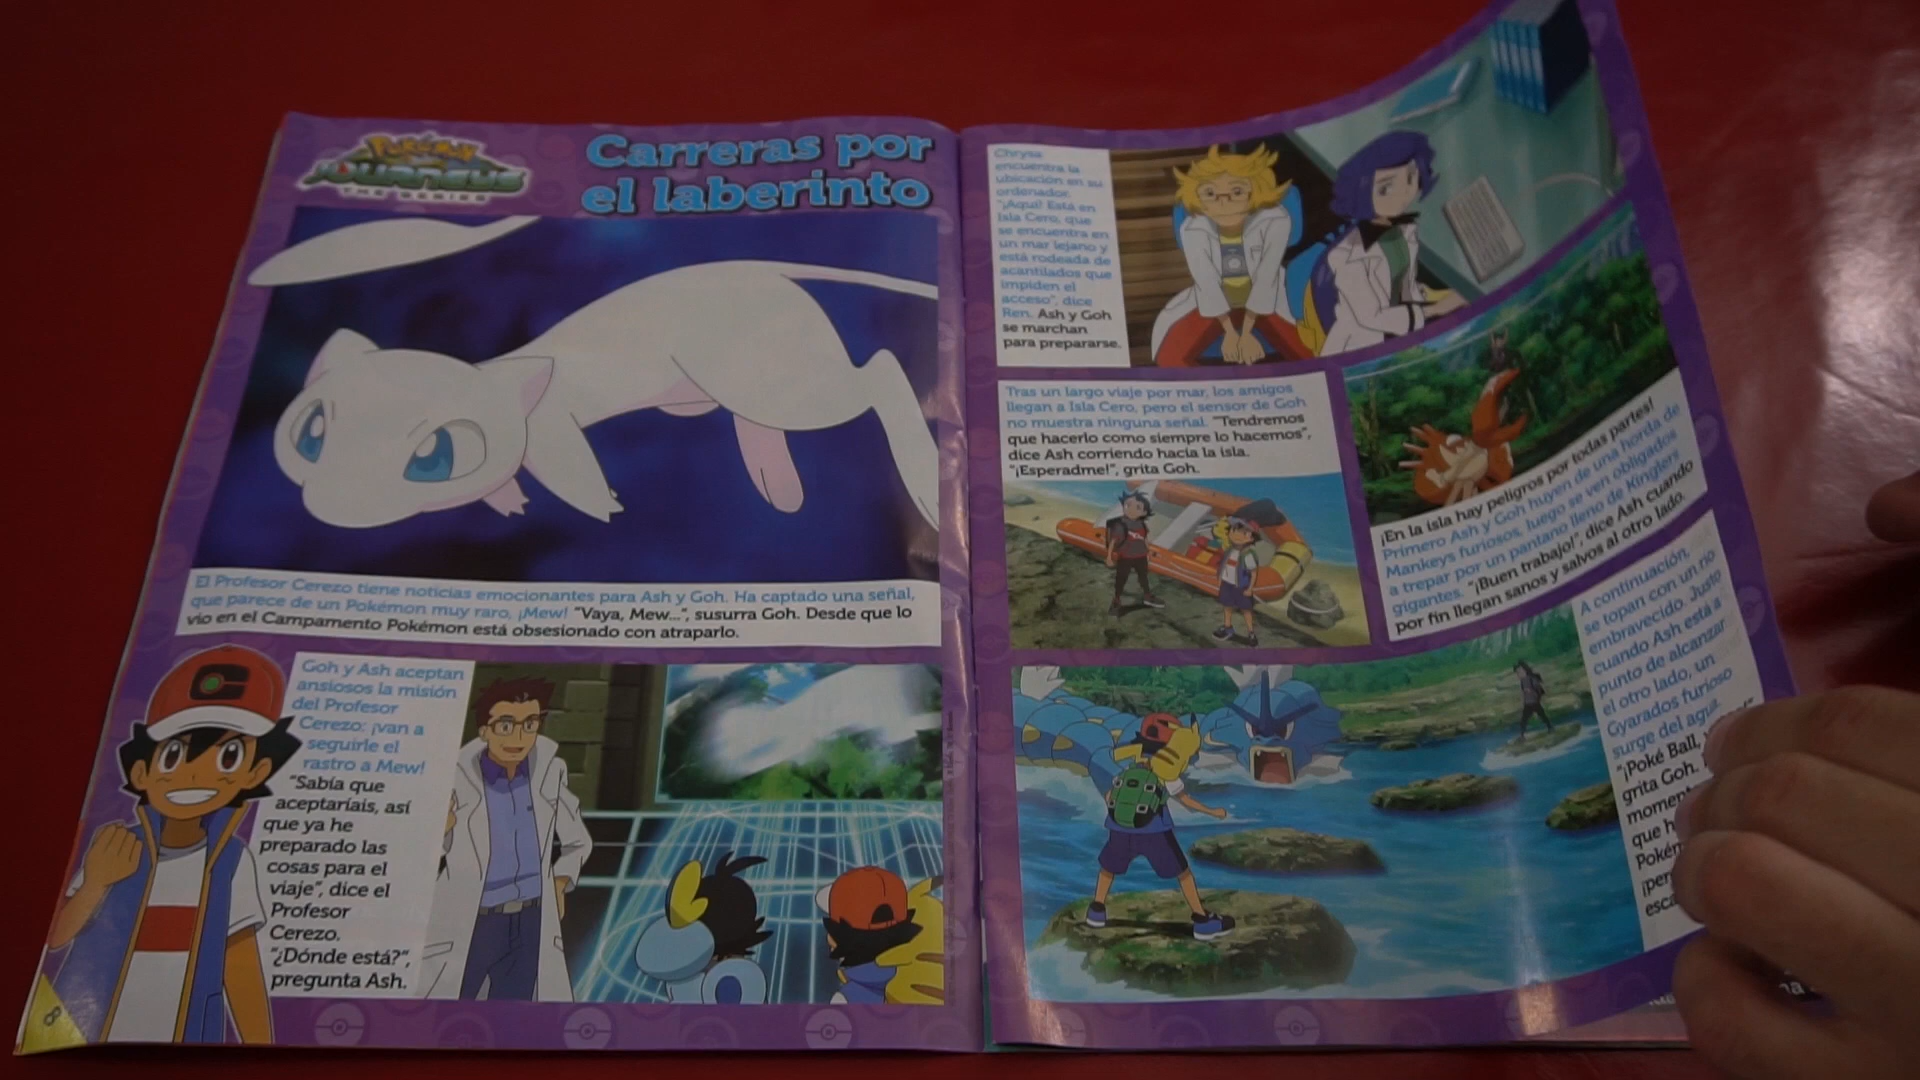 Pokémon
JOURNEYS
THE SERIES
Carreras por
el laberinto
El Profesor Cerezo tiene noticias emocionantes para Ash y Goh. Ha captado una señal,
que parece de un Pokémon muy raro, ¡Mew! "Vaya, Mew...", susurra Goh. Desde que lo
vio en el Campamento Pokémon está obsesionado con atraparlo.
Goh y Ash aceptan
ansiosos la misión
del Profesor
Cerezo: ¡van a
seguirle el
rastro a Mew!
"Sabía que
aceptaríais, así
que ya he
preparado las
cosas para el
viaje", dice el
Profesor
Cerezo.
"¿Dónde está?",
pregunta Ash.
8
Chrysa
encuentra la
ubicación en su
ordenador.
"¡Aquí! Está en
Isla Cero, que
se encuentra en
un mar lejano y
está rodeada de
acantilados que
impiden el
acceso", dice
Ren. Ash y Goh
se marchan
para prepararse.
Tras un largo viaje por mar, los amigos
llegan a Isla Cero, pero el sensor de Goh
no muestra ninguna señal. "Tendremos
que hacerlo como siempre lo hacemos",
dice Ash corriendo hacia la isla.
"¡Esperadme!", grita Goh.
¡En la isla hay peligros por todas partes!
Primero Ash y Goh huyen de una horda de
Mankeys furiosos, luego se ven obligados
a trepar por un pantano lleno de Kinglers
gigantes. "¡Buen trabajo!", dice Ash cuando
por fin llegan sanos y salvos al otro lado.
A continuación,
se topan con un río
embravecido. Justo
cuando Ash está a
punto de alcanzar
el otro lado, un
Gyarados furioso
surge del agua.
"¡Poké Ball,
grita Goh.
que